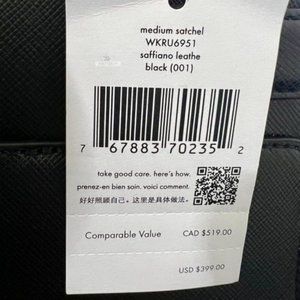 medium satchel
WKRU6951
saffiano leathe
black (001)
7 67883 70235 2
take good care. here's how.
prenez-en bien soin. voici comment.
好好照顾自己。这里是具体做法。
Comparable Value CAD $519.00
USD $399.00